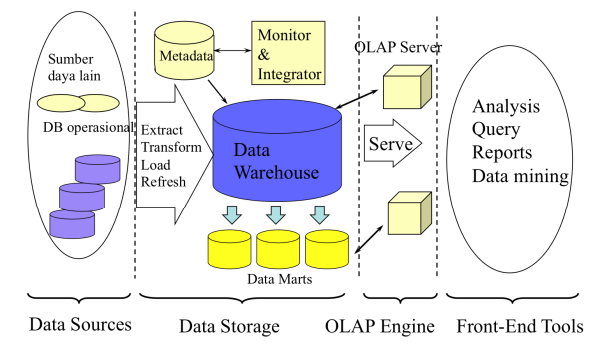 Sumber
daya lain
DB operasional
Metadata
Monitor
&
Integrator
OLAP Server
Extract
Transform
Load
Refresh
Data
Warehouse
Serve
Analysis
Query
Reports
Data mining
Data Marts
Data Sources
Data Storage
OLAP Engine
Front-End Tools